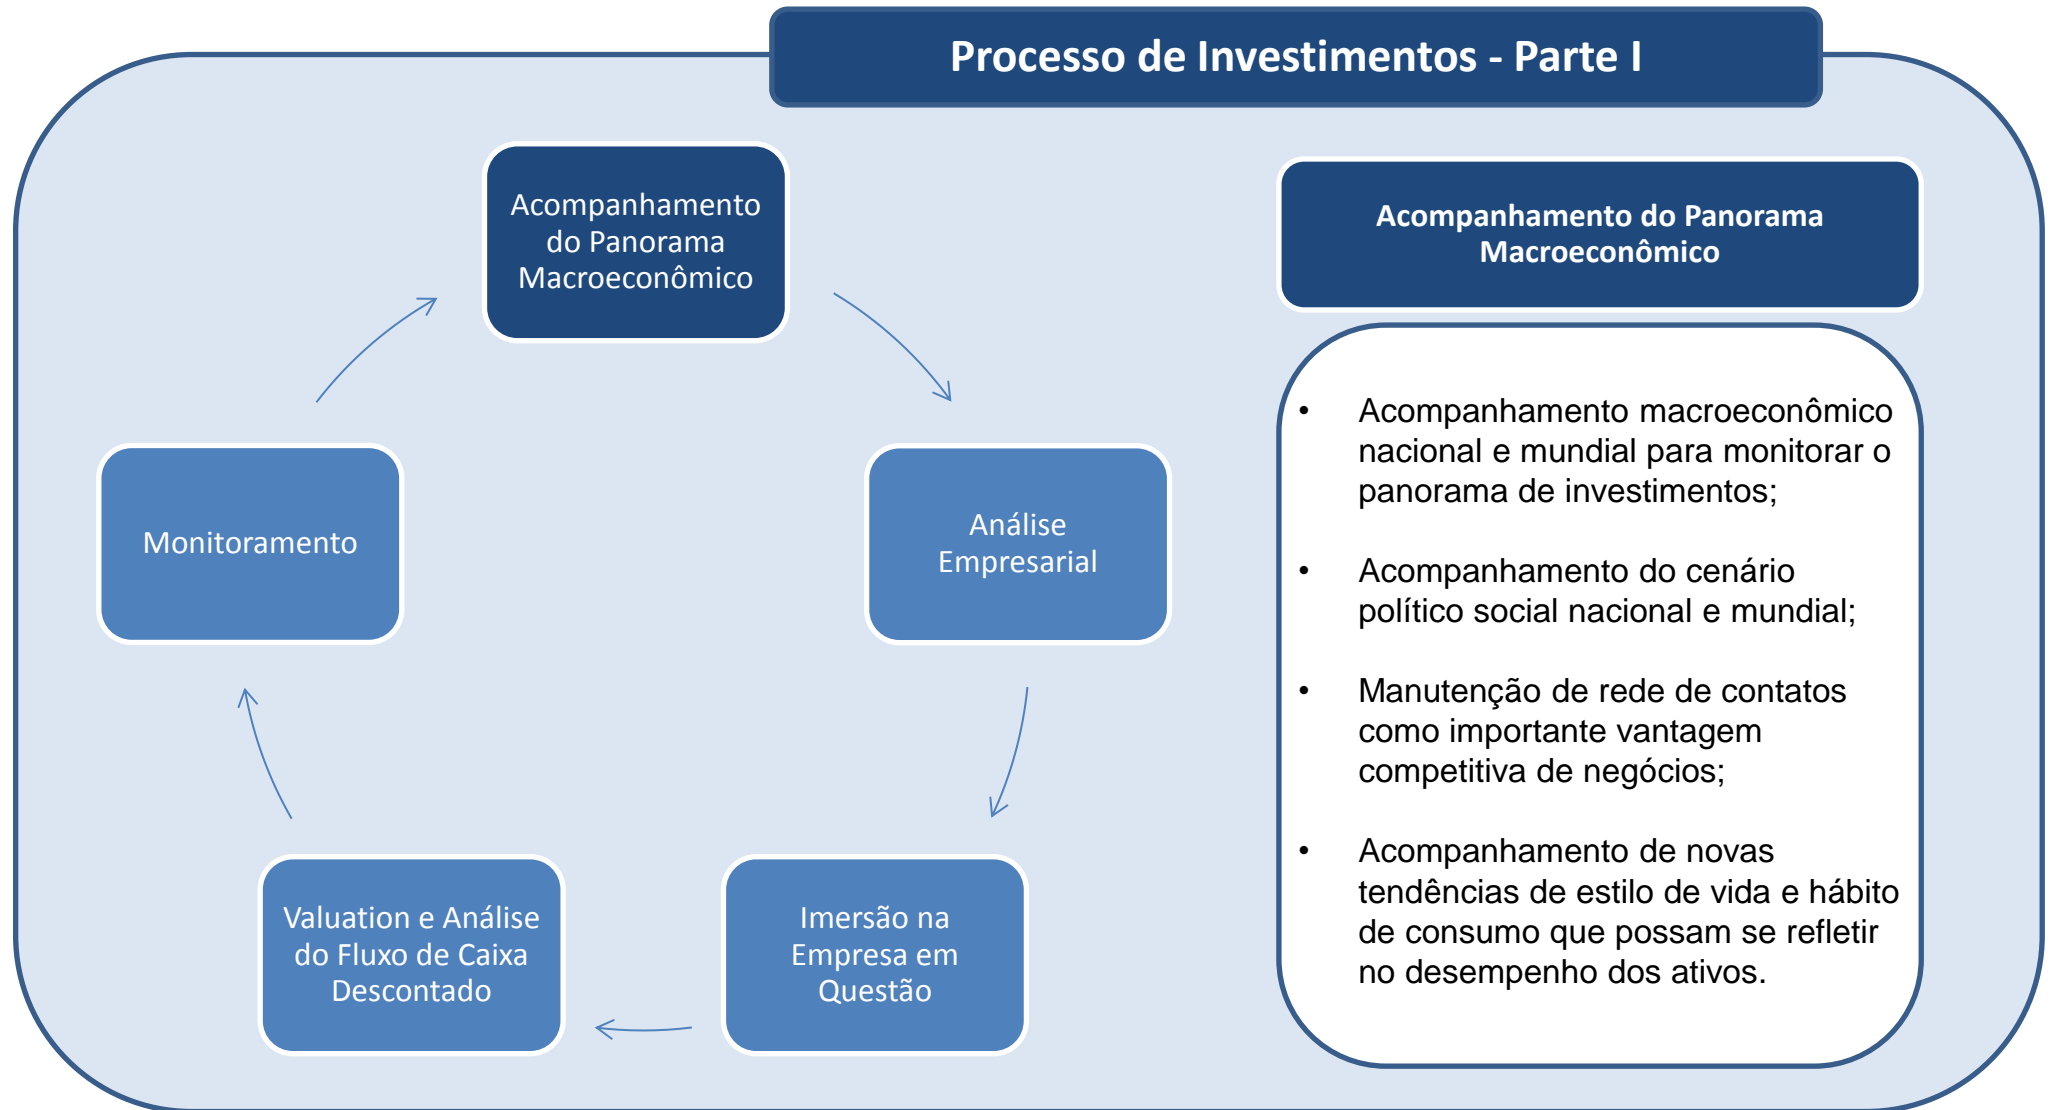 Processo de Investimentos - Parte I
Acompanhamento
do Panorama
Macroeconômico
Análise
Empresarial
Imersão na
Empresa em
Questão
Valuation e Análise
do Fluxo de Caixa
Descontado
Monitoramento
Acompanhamento do Panorama
Macroeconômico
• Acompanhamento macroeconômico
nacional e mundial para monitorar o
panorama de investimentos;
• Acompanhamento do cenário
político social nacional e mundial;
• Manutenção de rede de contatos
como importante vantagem
competitiva de negócios;
• Acompanhamento de novas
tendências de estilo de vida e hábito
de consumo que possam se refletir
no desempenho dos ativos.